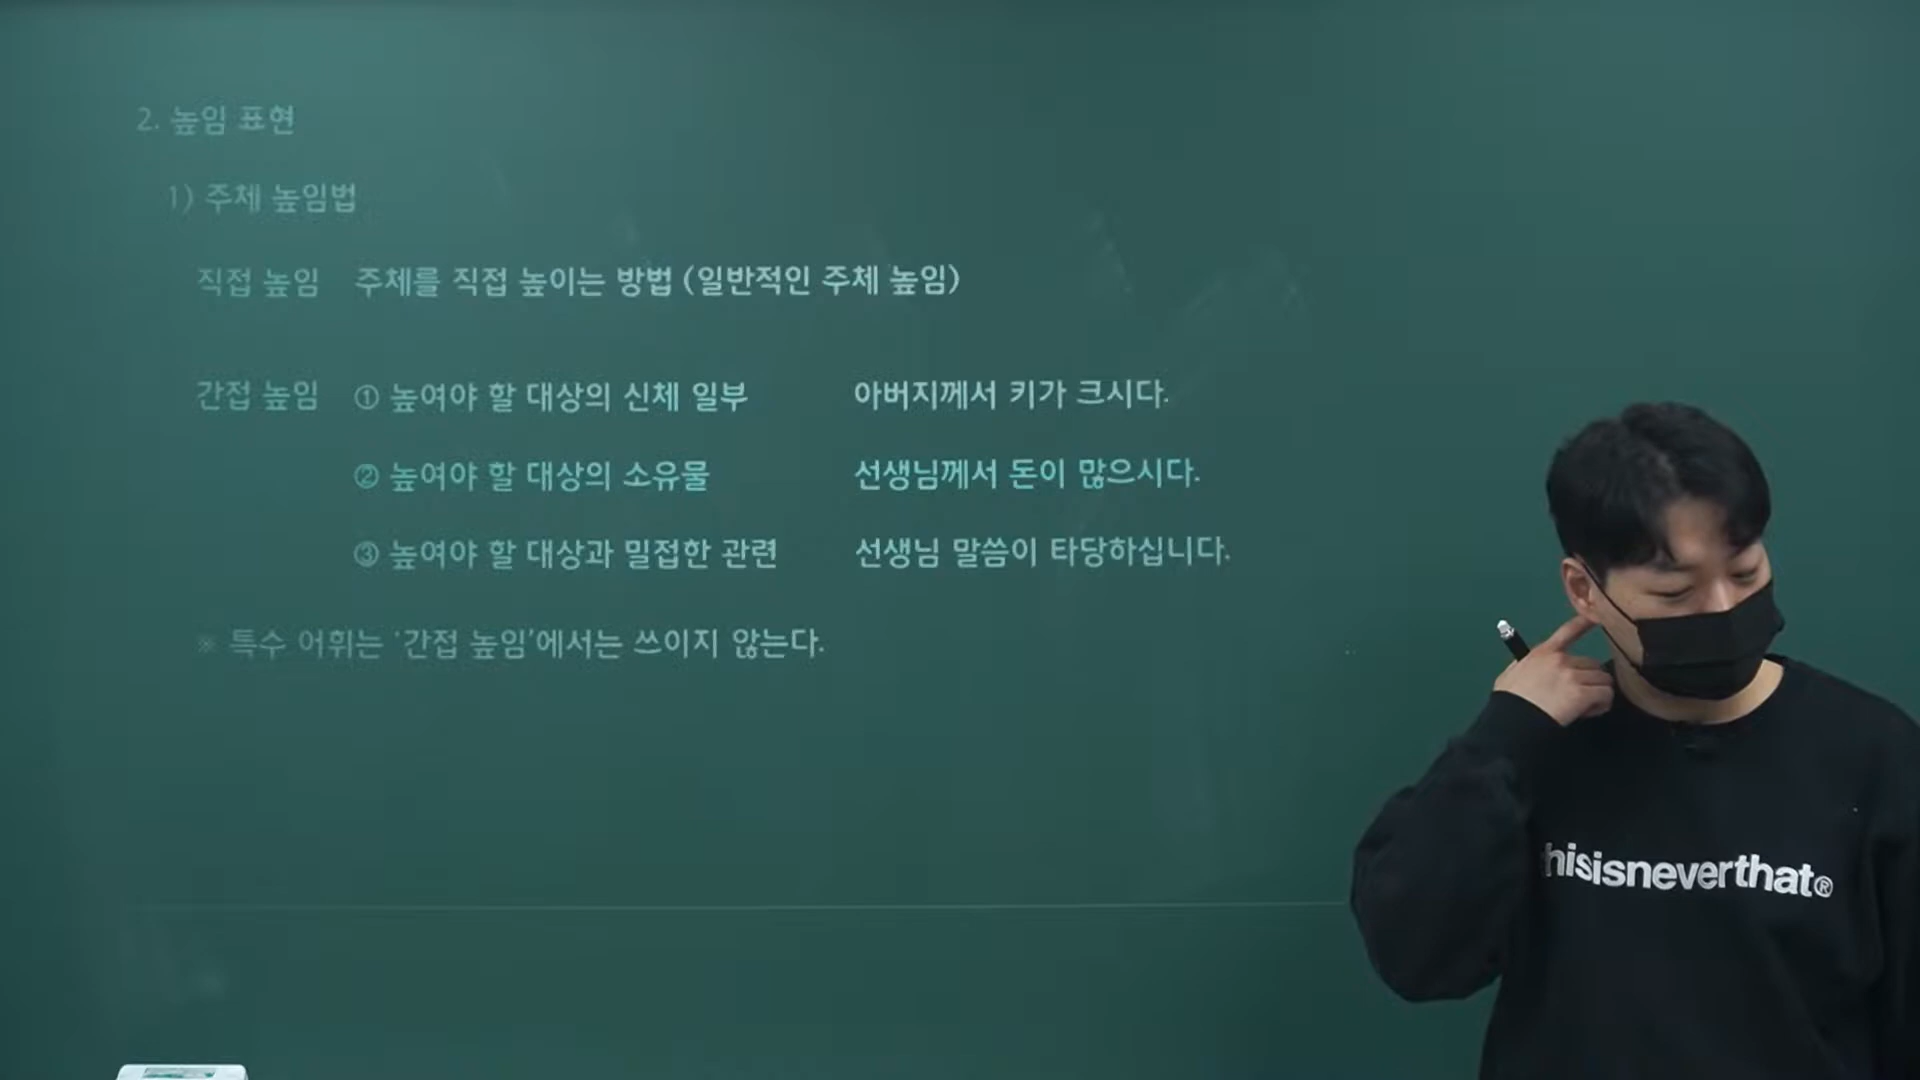 2. 높임 표현
1) 주체 높임법
직접 높임 주체를 직접 높이는 방법 (일반적인 주체 높임)
간접 높임 ① 높여야 할 대상의 신체 일부 아버지께서 키가 크시다.
② 높여야 할 대상의 소유물 선생님께서 돈이 많으시다.
③ 높여야 할 대상과 밀접한 관련 선생님 말씀이 타당하십니다.
※ 특수 어휘는 ‘간접 높임’에서는 쓰이지 않는다.
hisisneverthat®